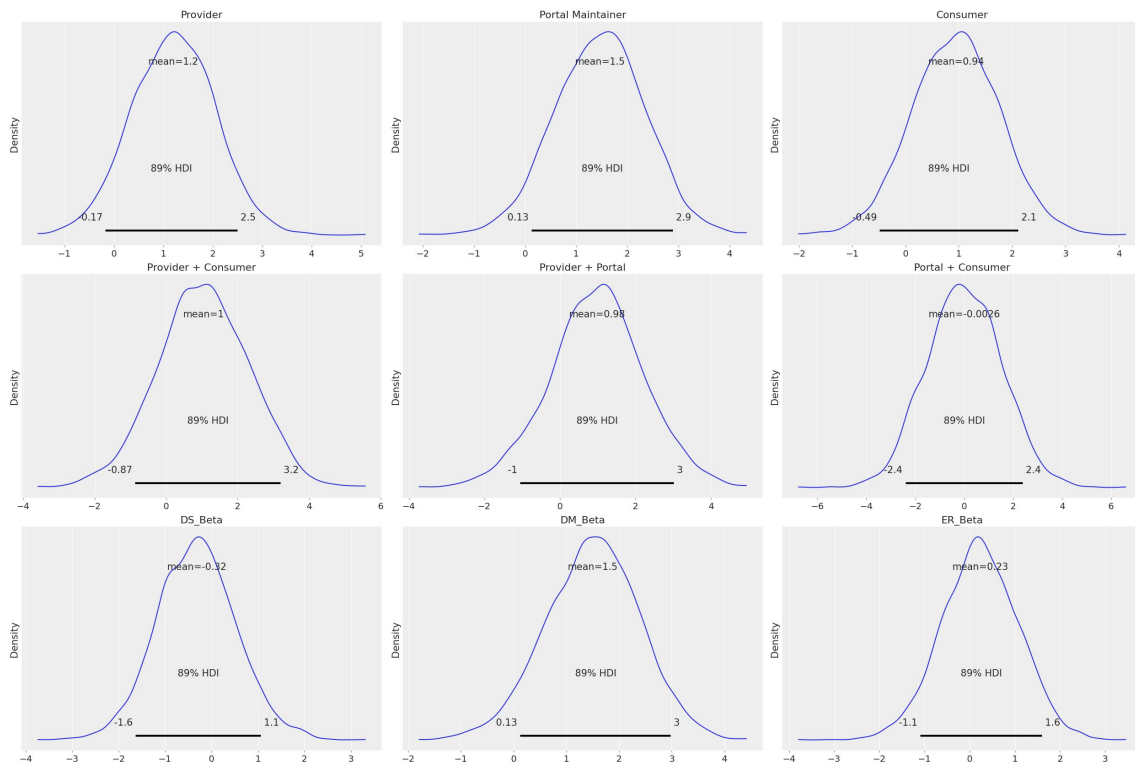 Provider
Portal Maintainer
Consumer
Density
mean=1.2
89% HDI
-0.17
2.5
−1 0 1 2 3 4 5
Density
mean=1.5
89% HDI
0.13
2.9
−2 −1 0 1 2 3 4
Density
mean=0.94
89% HDI
-0.49
2.1
−2 −1 0 1 2 3 4
Provider + Consumer
Provider + Portal
Portal + Consumer
Density
mean=1
89% HDI
-0.87
3.2
−4 −2 0 2 4 6
Density
mean=0.98
89% HDI
-1
3
−4 −2 0 2 4
Density
mean=-0.0026
89% HDI
-2.4
2.4
−6 −4 −2 0 2 4 6
DS_Beta
DM_Beta
ER_Beta
Density
mean=-0.32
89% HDI
-1.6
1.1
−4 −3 −2 −1 0 1 2 3
Density
mean=1.5
89% HDI
0.13
3
−2 −1 0 1 2 3 4
Density
mean=0.23
89% HDI
-1.1
1.6
−4 −3 −2 −1 0 1 2 3